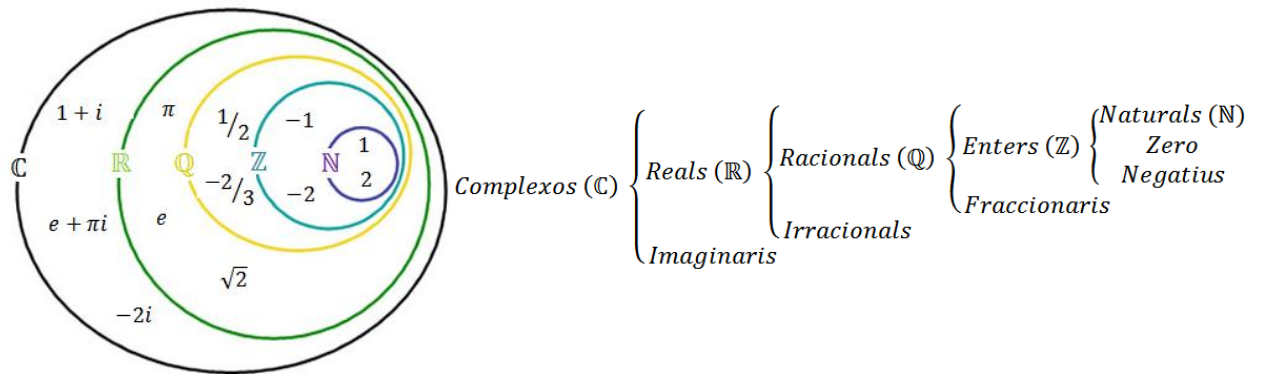 1 + i
π
1/2
−1
1
ℂ
ℝ
ℚ
ℤ
ℕ
2
−2/3
−2
e + πi
e
√2
−2i
Complexos (ℂ)
Reals (ℝ)
Racionals (ℚ)
Enters (ℤ)
Naturals (ℕ)
Zero
Negatius
Fraccionaris
Irracionals
Imaginaris